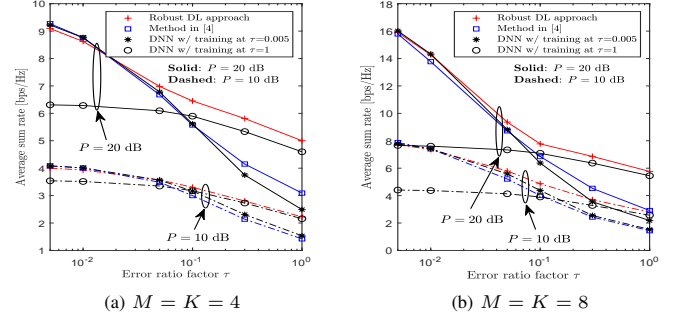 10
9
8
7
6
5
4
3
2
1
10⁻²
10⁻¹
10⁰
Average sum rate [bps/Hz]
Error ratio factor τ
Robust DL approach
Method in [4]
DNN w/ training at τ=0.005
DNN w/ training at τ=1
Solid: P = 20 dB
Dashed: P = 10 dB
P = 20 dB
P = 10 dB
(a) M = K = 4
18
16
14
12
10
8
6
4
2
0
10⁻²
10⁻¹
10⁰
Average sum rate [bps/Hz]
Error ratio factor τ
Robust DL approach
Method in [4]
DNN w/ training at τ=0.005
DNN w/ training at τ=1
Solid: P = 20 dB
Dashed: P = 10 dB
P = 20 dB
P = 10 dB
(b) M = K = 8